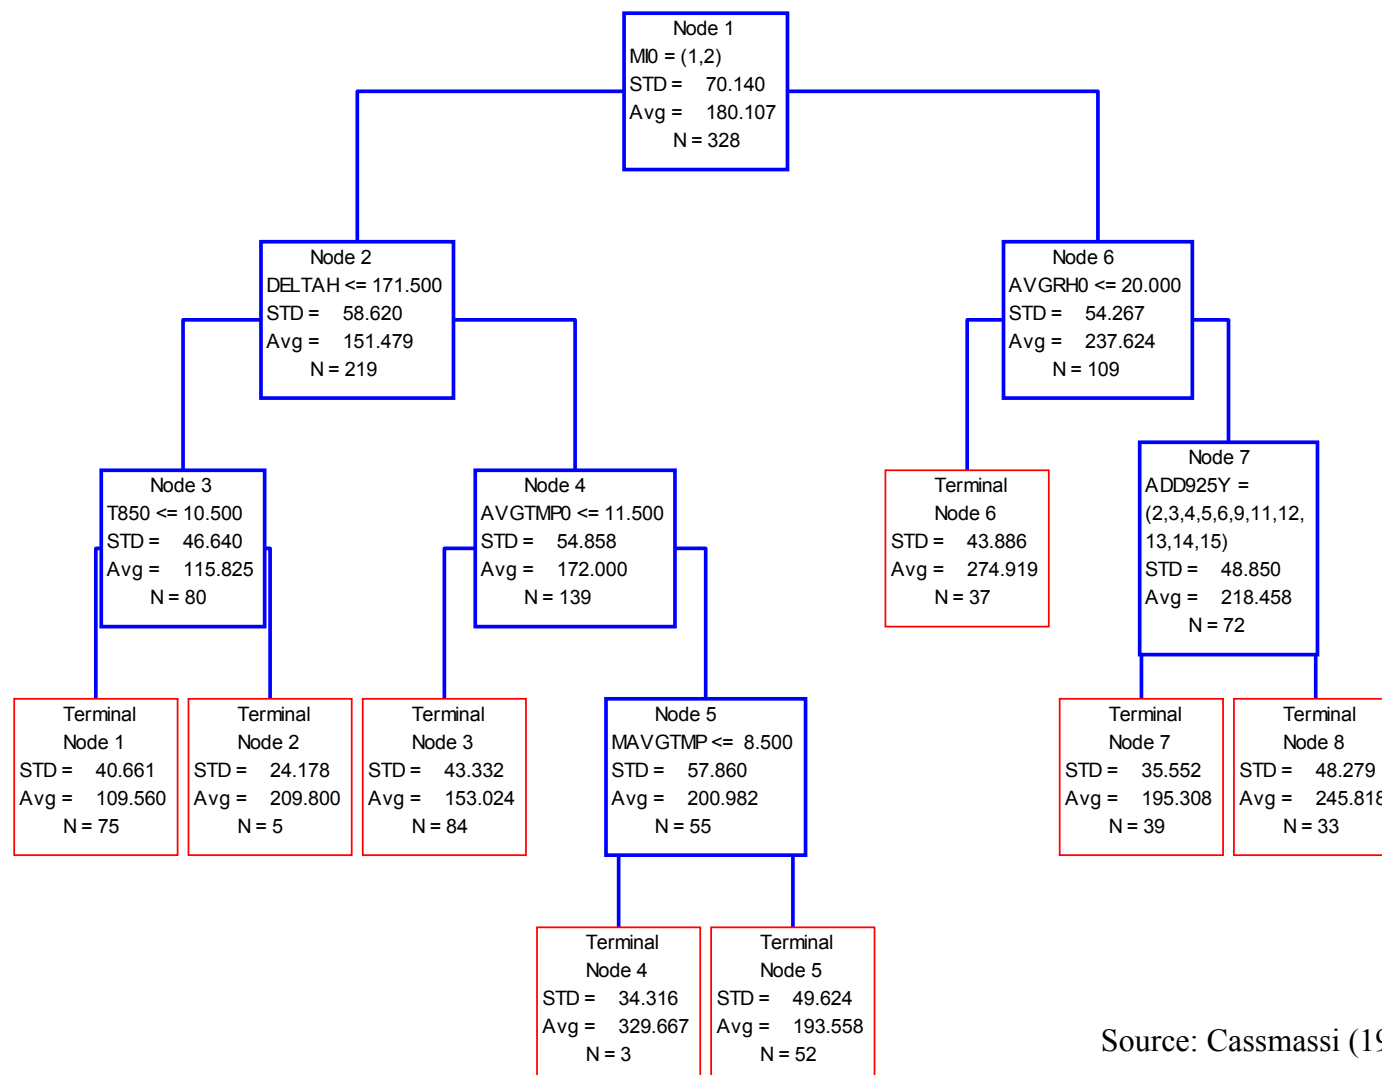 Node 1
MI0 = (1,2)
STD = 70.140
Avg = 180.107
N = 328
Node 2
DELTAH <= 171.500
STD = 58.620
Avg = 151.479
N = 219
Node 6
AVGRH0 <= 20.000
STD = 54.267
Avg = 237.624
N = 109
Node 3
T850 <= 10.500
STD = 46.640
Avg = 115.825
N = 80
Node 4
AVGTMP0 <= 11.500
STD = 54.858
Avg = 172.000
N = 139
Terminal
Node 6
STD = 43.886
Avg = 274.919
N = 37
Node 7
ADD925Y =
(2,3,4,5,6,9,11,12,
13,14,15)
STD = 48.850
Avg = 218.458
N = 72
Terminal
Node 1
STD = 40.661
Avg = 109.560
N = 75
Terminal
Node 2
STD = 24.178
Avg = 209.800
N = 5
Terminal
Node 3
STD = 43.332
Avg = 153.024
N = 84
Node 5
MAVGTMP <= 8.500
STD = 57.860
Avg = 200.982
N = 55
Terminal
Node 7
STD = 35.552
Avg = 195.308
N = 39
Terminal
Node 8
STD = 48.279
Avg = 245.818
N = 33
Terminal
Node 4
STD = 34.316
Avg = 329.667
N = 3
Terminal
Node 5
STD = 49.624
Avg = 193.558
N = 52
Source: Cassmassi (19